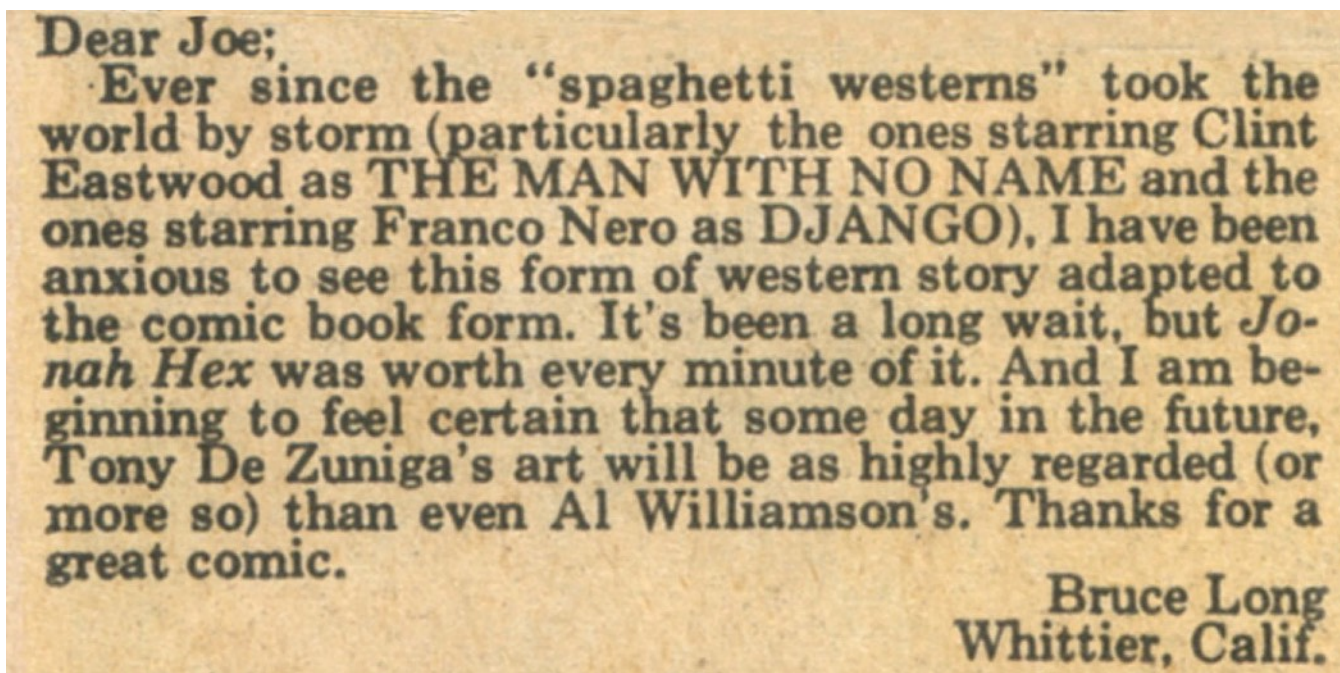 Dear Joe;
Ever since the "spaghetti westerns" took the
world by storm (particularly the ones starring Clint
Eastwood as THE MAN WITH NO NAME and the
ones starring Franco Nero as DJANGO), I have been
anxious to see this form of western story adapted to
the comic book form. It's been a long wait, but Jo-
nah Hex was worth every minute of it. And I am be-
ginning to feel certain that some day in the future,
Tony De Zuniga's art will be as highly regarded (or
more so) than even Al Williamson's. Thanks for a
great comic.
Bruce Long
Whittier, Calif.